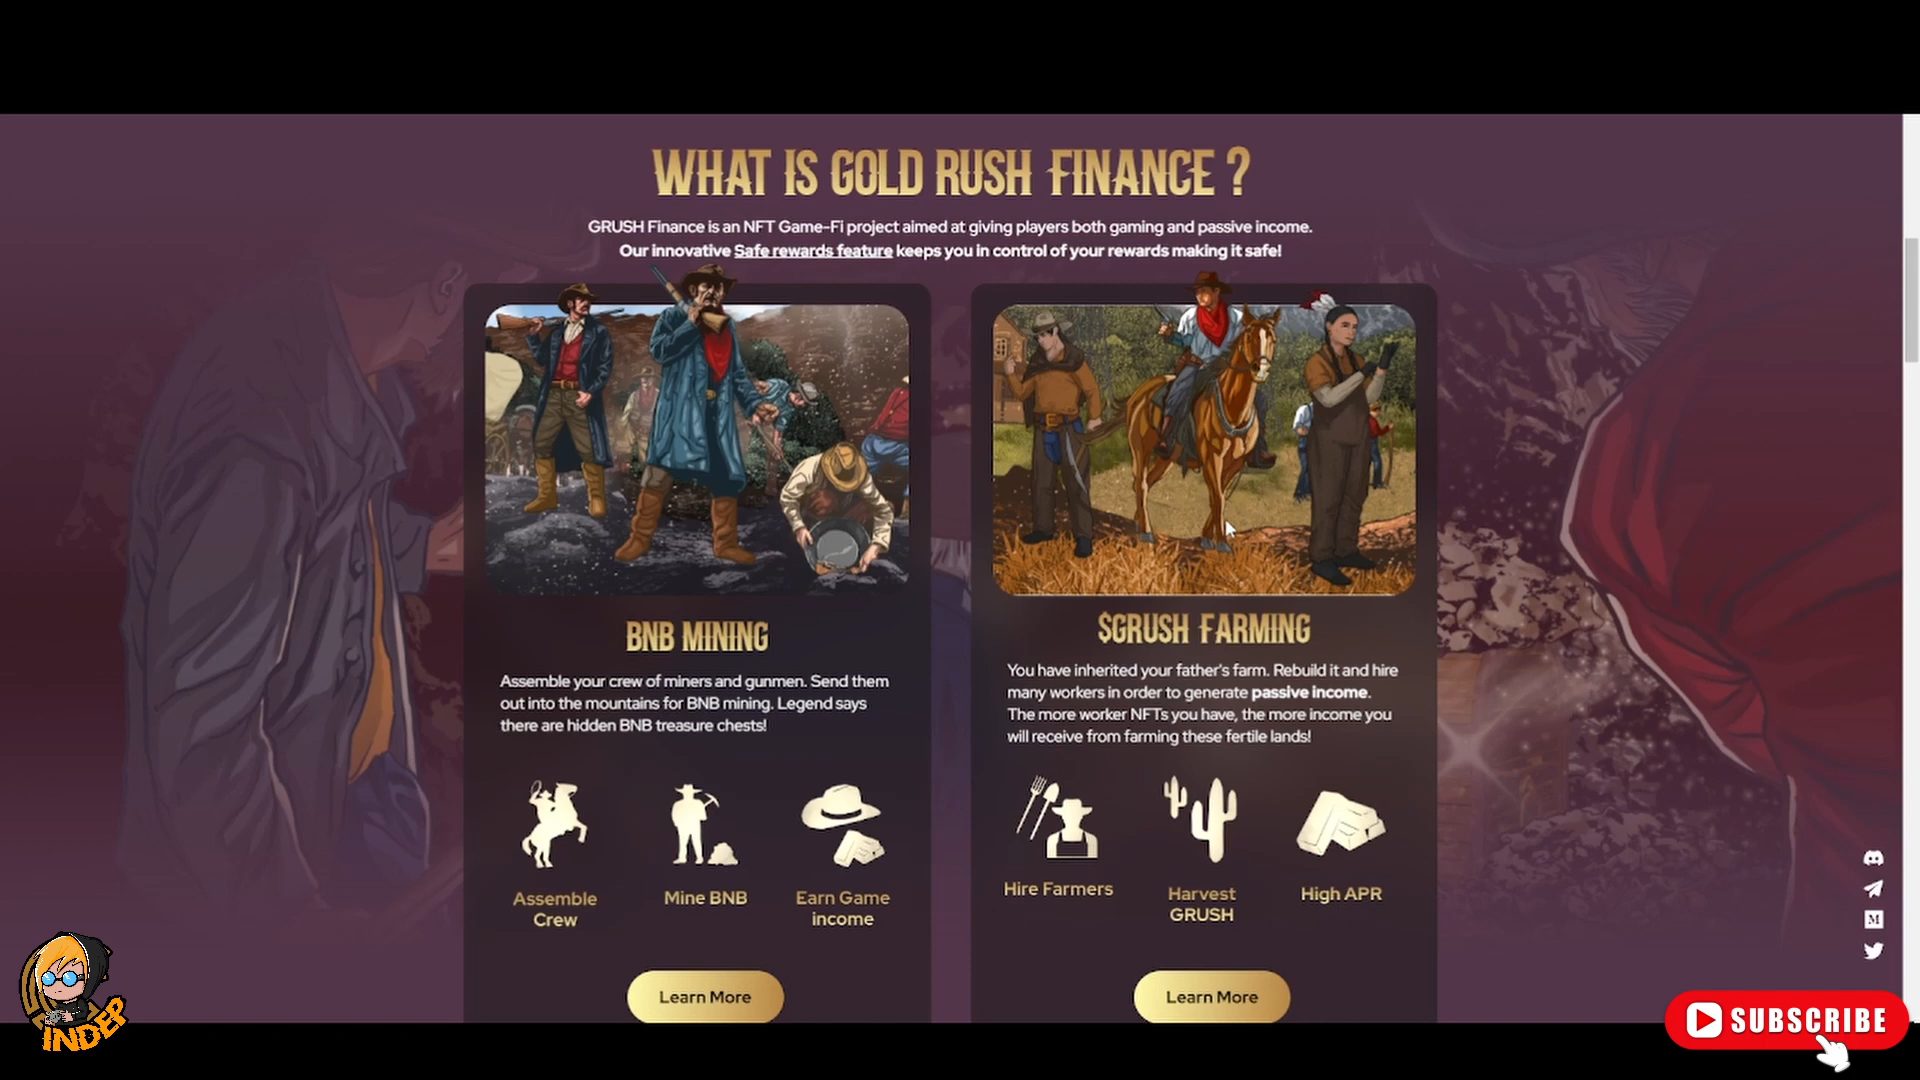 WHAT IS GOLD RUSH FINANCE ?
GRUSH Finance is an NFT Game-Fi project aimed at giving players both gaming and passive income.
Our innovative Safe rewards feature keeps you in control of your rewards making it safe!
BNB MINING
Assemble your crew of miners and gunmen. Send them
out into the mountains for BNB mining. Legend says
there are hidden BNB treasure chests!
Assemble
Crew
Mine BNB
Earn Game
income
Learn More
$GRUSH FARMING
You have inherited your father's farm. Rebuild it and hire
many workers in order to generate passive income.
The more worker NFTs you have, the more income you
will receive from farming these fertile lands!
Hire Farmers
Harvest
GRUSH
High APR
Learn More
M
INDEP
SUBSCRIBE